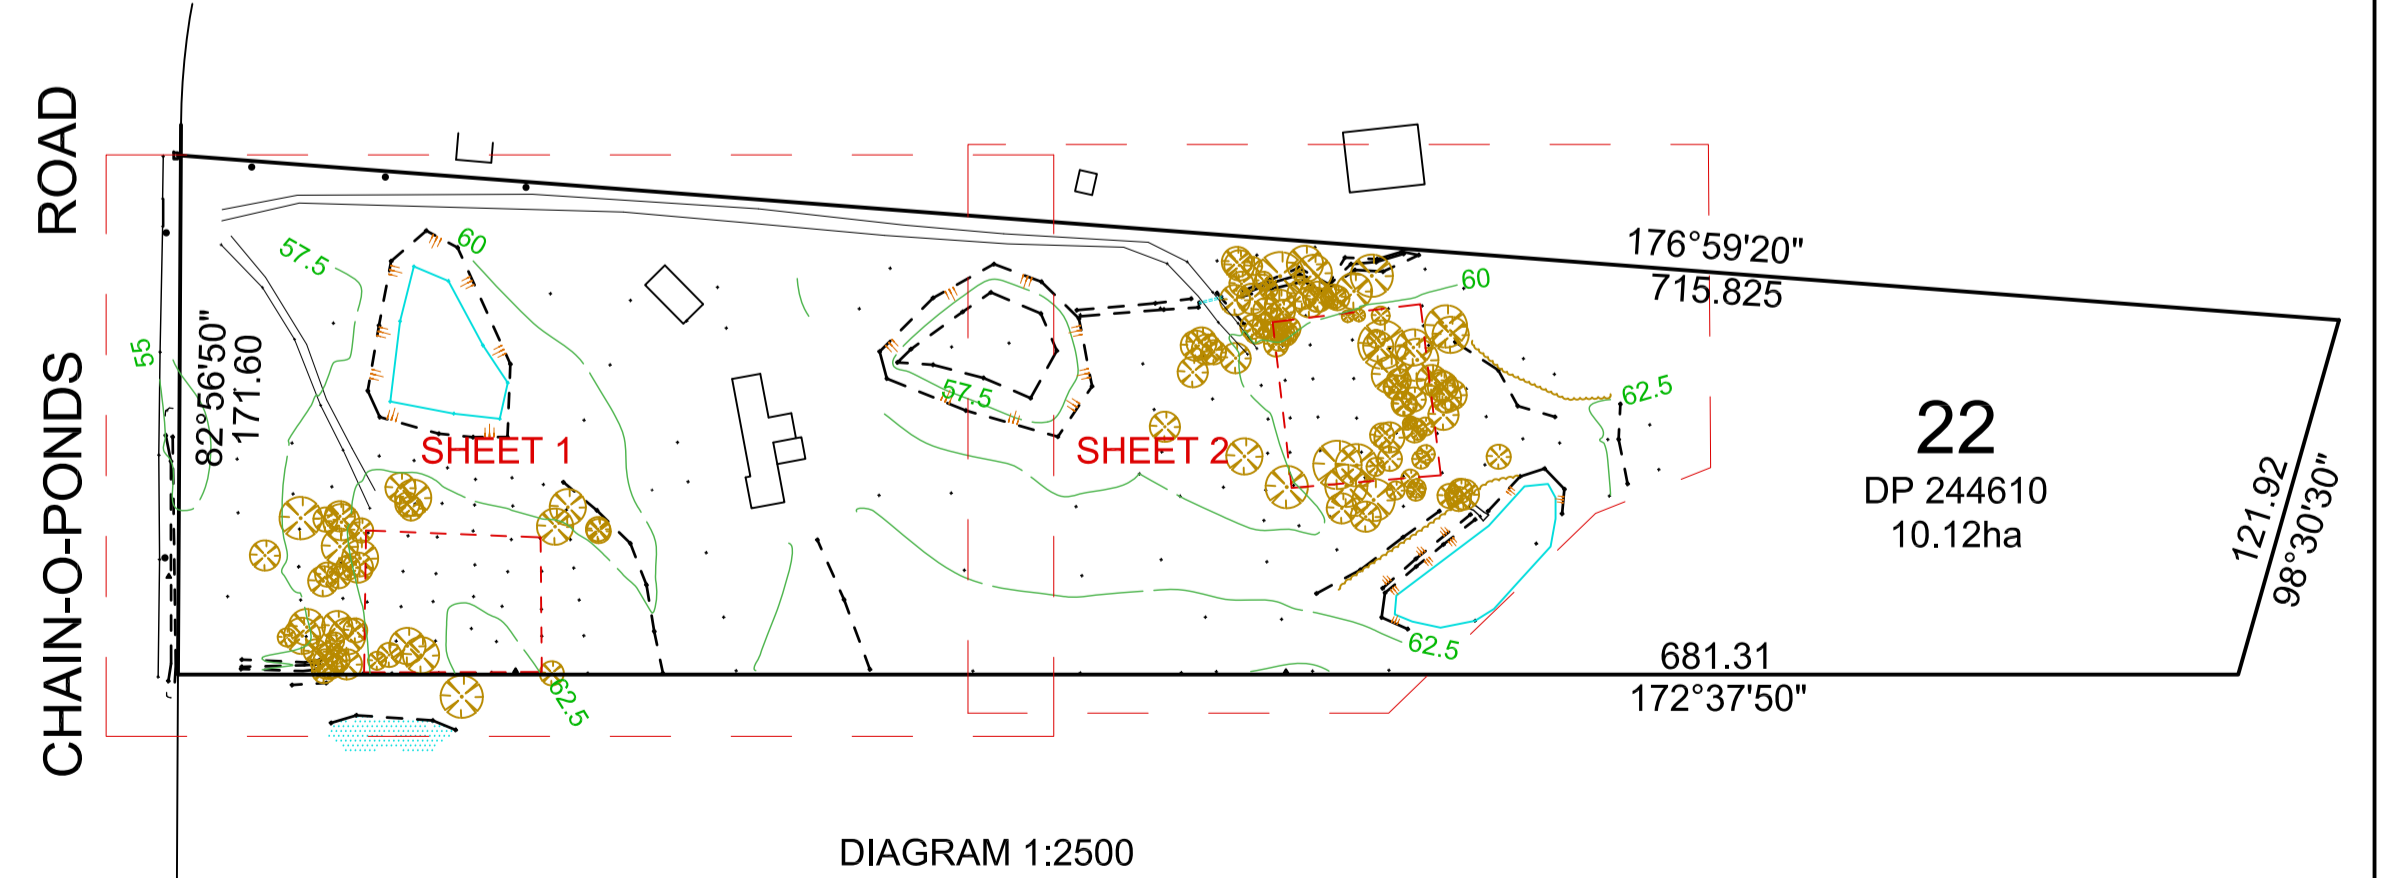 CHAIN-O-PONDS ROAD
55
82°56'50"
171.60
57.5
60
SHEET 1
62.5
57.5
SHEET 2
60
62.5
62.5
176°59'20"
715.825
22
DP 244610
10.12ha
121.92
98°30'30"
681.31
172°37'50"
DIAGRAM 1:2500